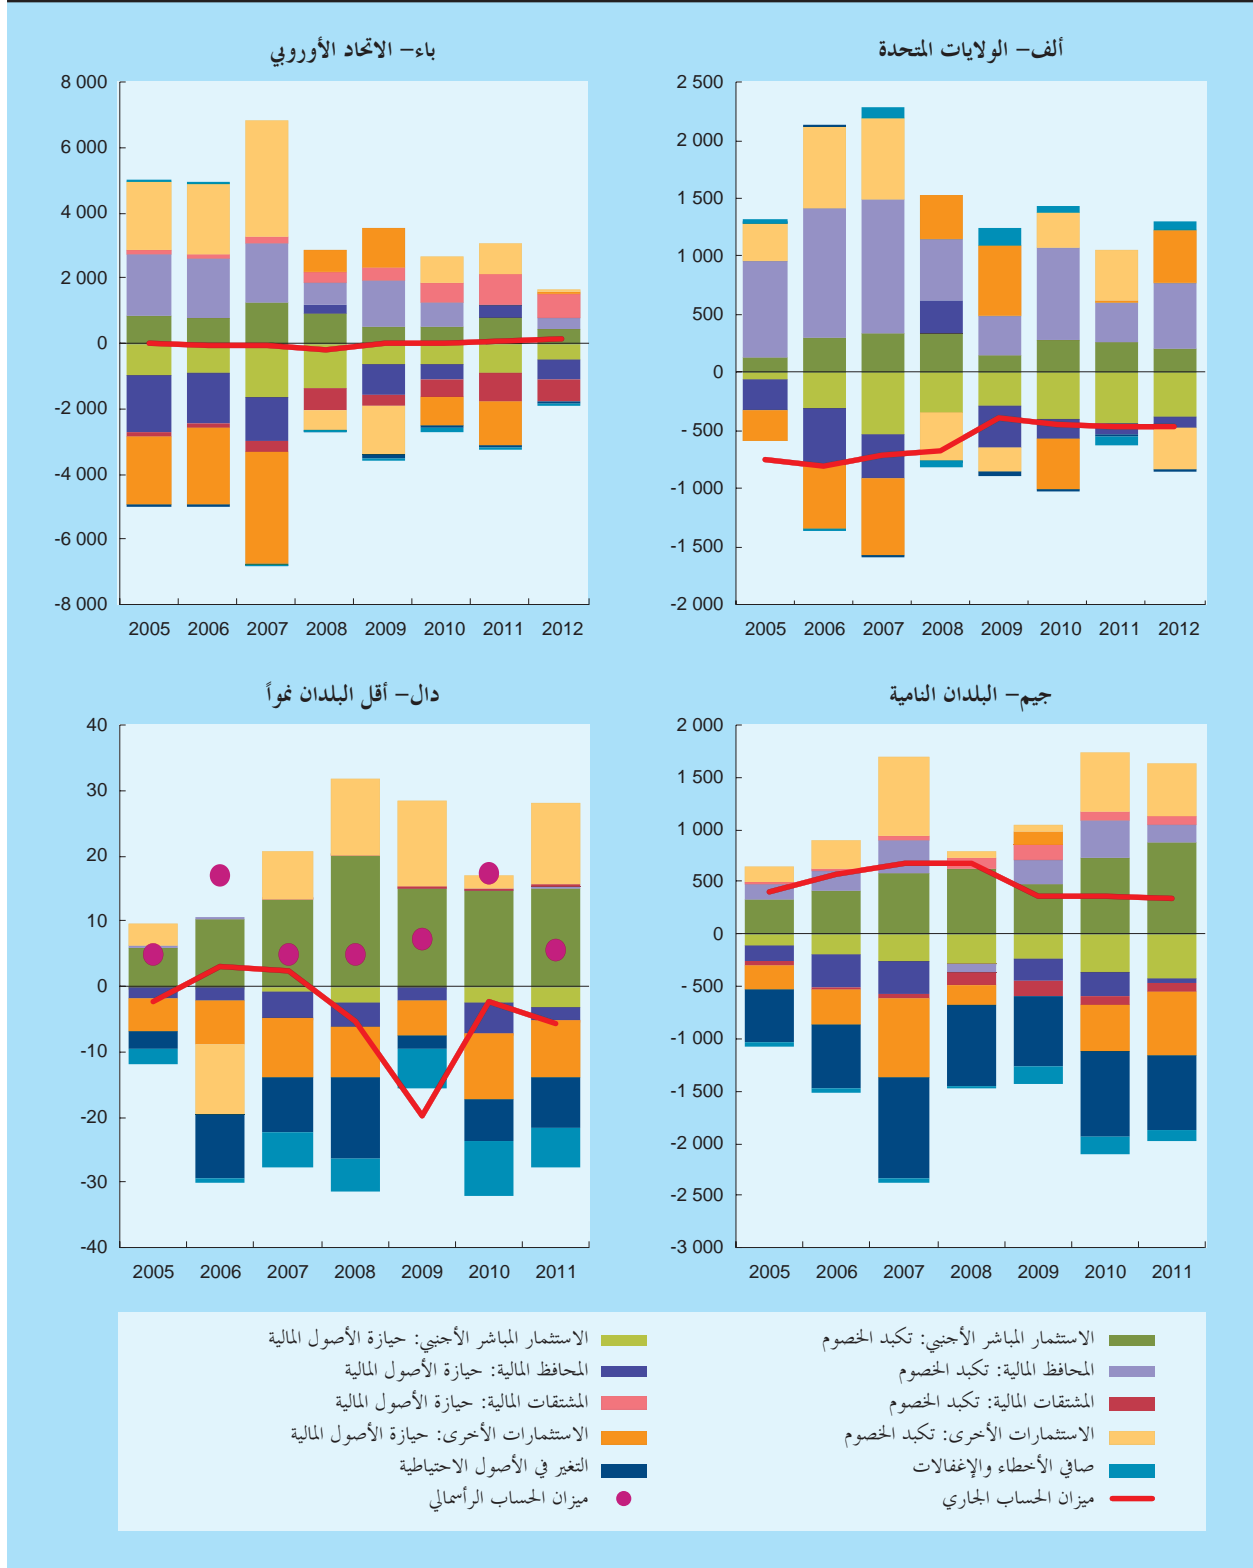 ألف– الولايات المتحدة
2 500
2 000
1 500
1 000
500
0
-500
-1 000
-1 500
-2 000
2005 2006 2007 2008 2009 2010 2011 2012
باء– الاتحاد الأوروبي
8 000
6 000
4 000
2 000
0
-2 000
-4 000
-6 000
-8 000
2005 2006 2007 2008 2009 2010 2011 2012
جيم– البلدان النامية
2 000
1 500
1 000
500
0
-500
-1 000
-1 500
-2 000
-2 500
-3 000
2005 2006 2007 2008 2009 2010 2011
دال– أقل البلدان نمواً
40
30
20
10
0
-10
-20
-30
-40
2005 2006 2007 2008 2009 2010 2011
الاستثمار المباشر الأجنبي: تكبد الخصوم
المحافظ المالية: تكبد الخصوم
المشتقات المالية: تكبد الخصوم
الاستثمارات الأخرى: تكبد الخصوم
صافي الأخطاء والإغفالات
ميزان الحساب الجاري
الاستثمار المباشر الأجنبي: حيازة الأصول المالية
المحافظ المالية: حيازة الأصول المالية
المشتقات المالية: حيازة الأصول المالية
الاستثمارات الأخرى: حيازة الأصول المالية
التغير في الأصول الاحتياطية
ميزان الحساب الرأسمالي